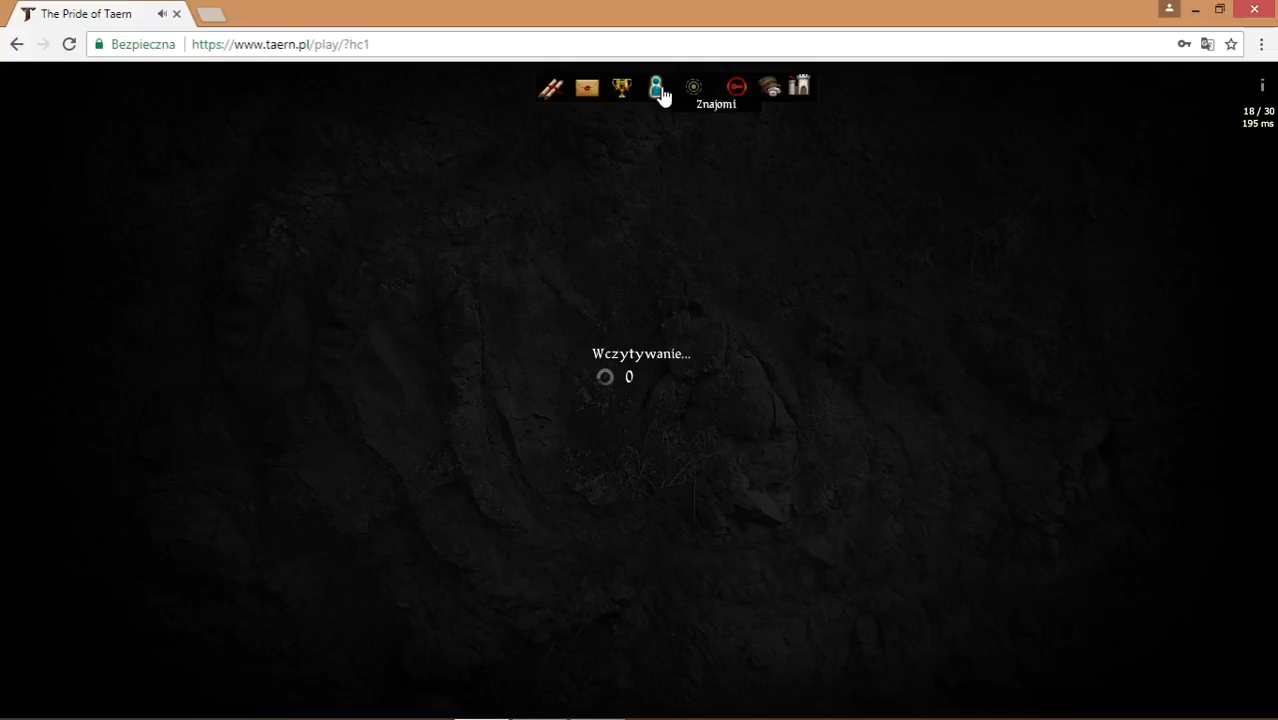 The Pride of Taern
Bezpieczna https://www.taern.pl/play/?hc1
Znajomi
18 / 30
195 ms
Wczytywanie...
0